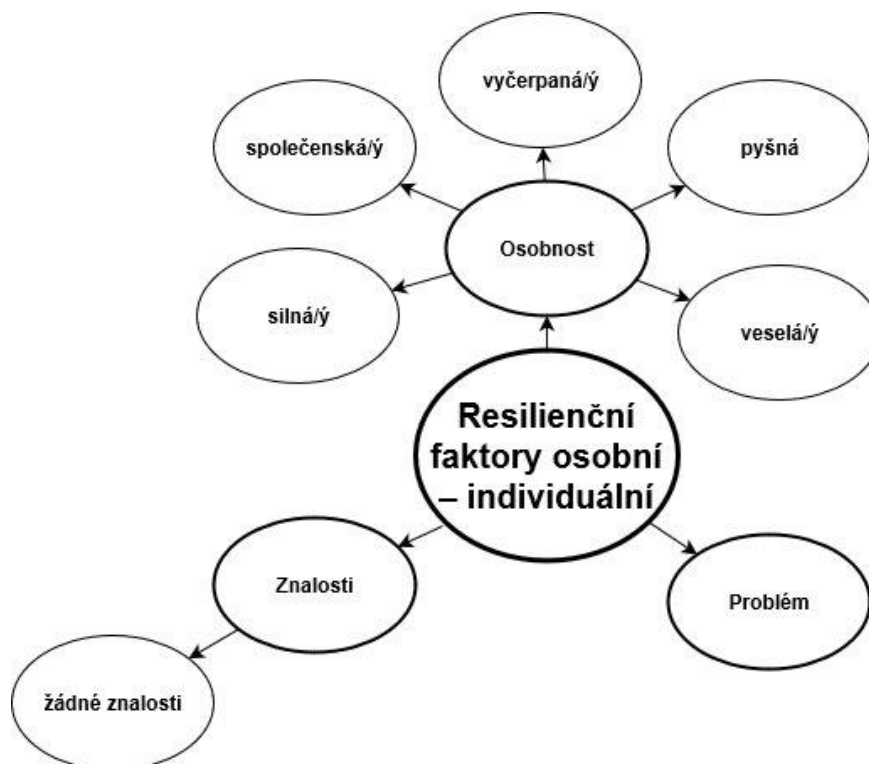 vyčerpaná/ý
společenská/ý
pyšná
Osobnost
silná/ý
veselá/ý
Resilienční
faktory osobní
– individuální
Znalosti
Problém
žádné znalosti